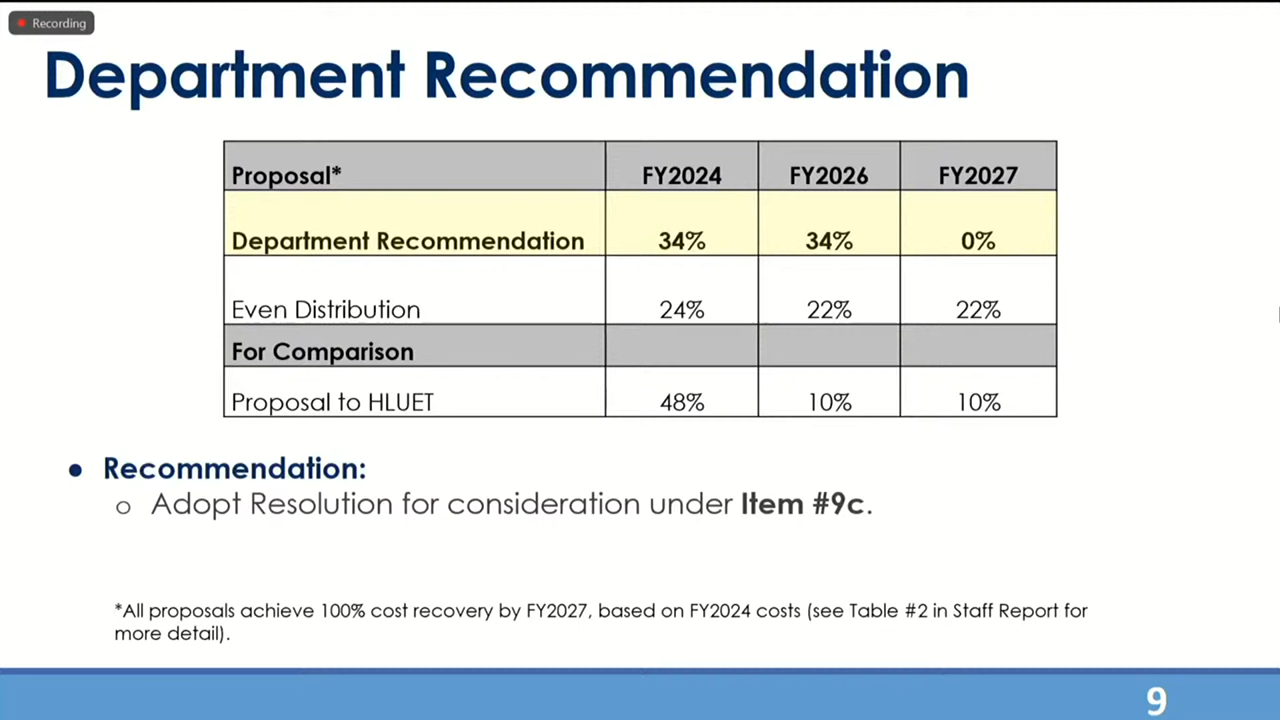 Recording
Department Recommendation
Proposal* FY2024 FY2026 FY2027
Department Recommendation 34% 34% 0%
Even Distribution 24% 22% 22%
For Comparison
Proposal to HLUET 48% 10% 10%
● Recommendation:
o Adopt Resolution for consideration under Item #9c.
*All proposals achieve 100% cost recovery by FY2027, based on FY2024 costs (see Table #2 in Staff Report for
more detail).
9